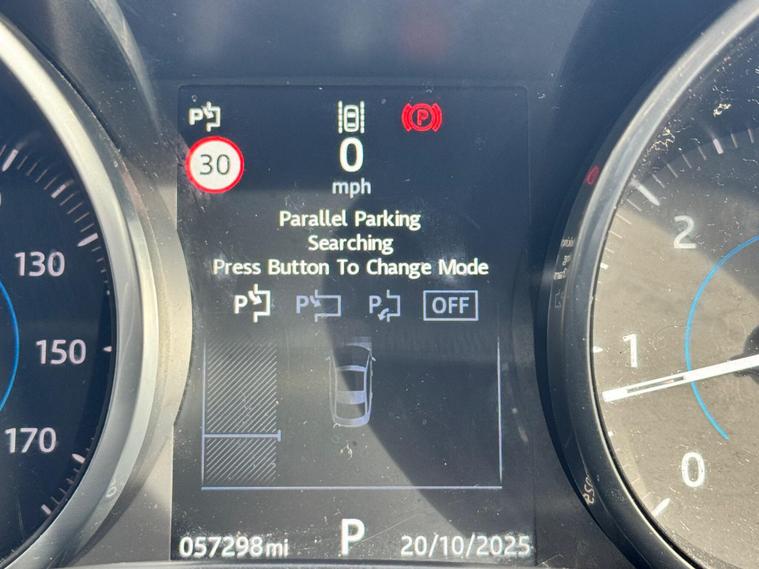 P
30
0
mph
P
Parallel Parking
Searching
Press Button To Change Mode
P
P
P
OFF
130
150
170
2
1
0
057298mi
P
20/10/2025